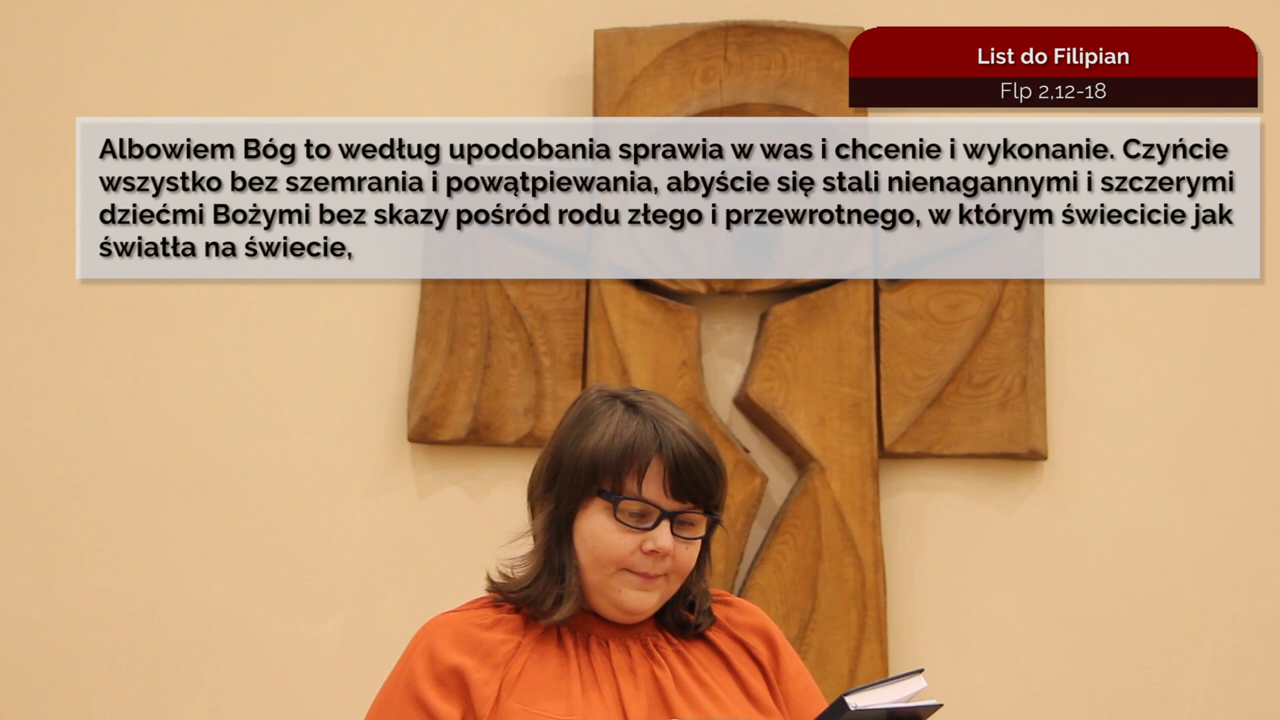 List do Filipian
Flp 2,12-18
Albowiem Bóg to według upodobania sprawia w was i chcenie i wykonanie. Czyńcie
wszystko bez szemrania i powątpiewania, abyście się stali nienagannymi i szczerymi
dziećmi Bożymi bez skazy pośród rodu złego i przewrotnego, w którym świecicie jak
światła na świecie,